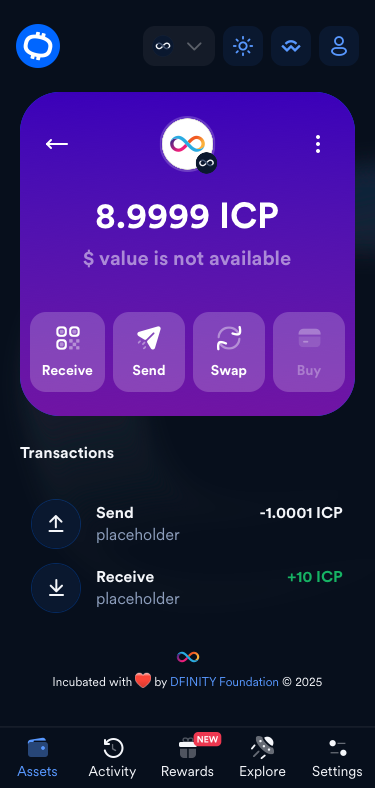 8.9999 ICP
$ value is not available
Receive
Send
Swap
Buy
Transactions
Send
-1.0001 ICP
placeholder
Receive
+10 ICP
placeholder
Incubated with ❤️ by DFINITY Foundation © 2025
NEW
Assets
Activity
Rewards
Explore
Settings